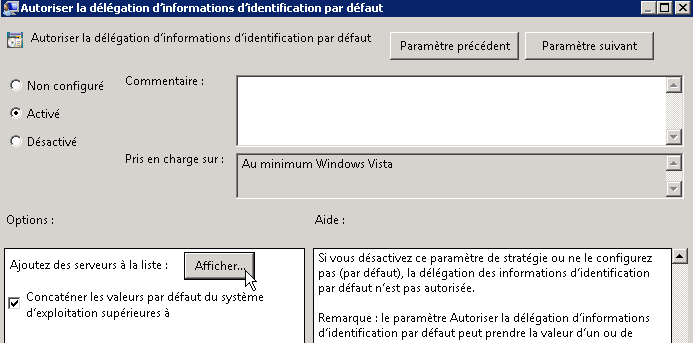 Autoriser la délégation d'informations d'identification par défaut
Autoriser la délégation d'informations d'identification par défaut
Paramètre précédent
Paramètre suivant
Non configuré
Activé
Désactivé
Commentaire :
Pris en charge sur :
Au minimum Windows Vista
Options :
Aide :
Ajoutez des serveurs à la liste :
Afficher...
Concaténer les valeurs par défaut du système
d'exploitation supérieures à
Si vous désactivez ce paramètre de stratégie ou ne le configurez
pas (par défaut), la délégation des informations d'identification
par défaut n'est pas autorisée.
Remarque : le paramètre Autoriser la délégation d'informations
d'identification par défaut peut prendre la valeur d'un ou de